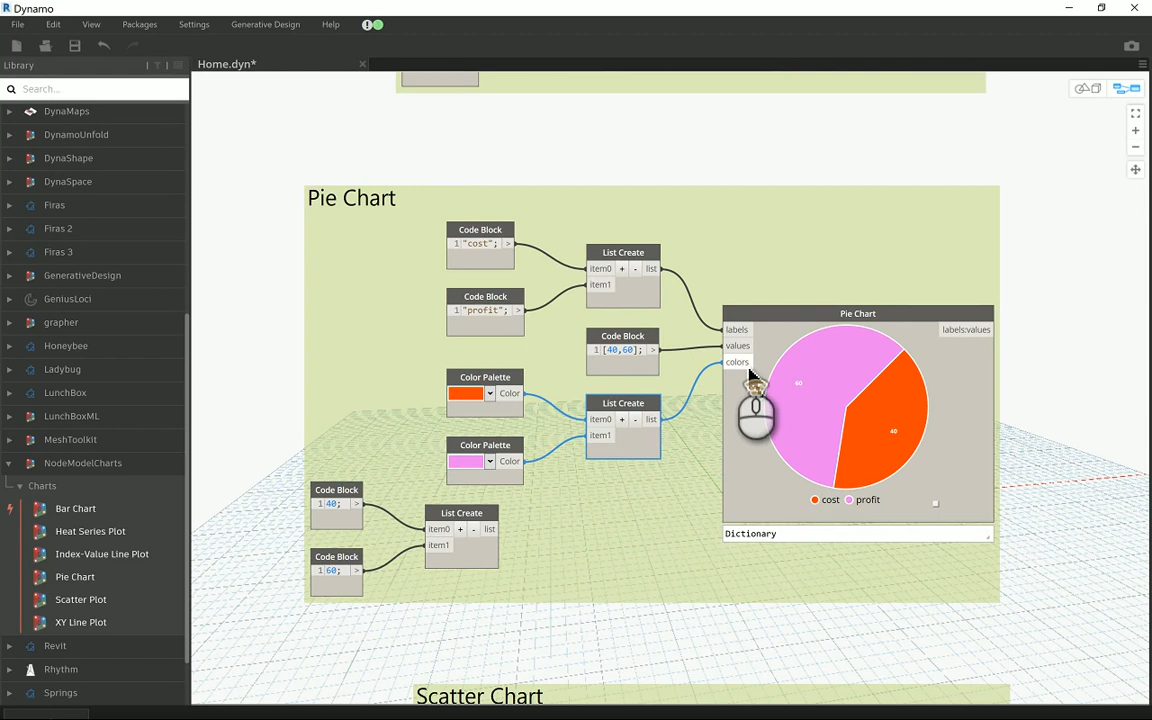 Dynamo
File Edit View Packages Settings Generative Design Help
Library
Home.dyn*
Search...
DynaMaps
DynamoUnfold
DynaShape
DynaSpace
Firas
Firas 2
Firas 3
GenerativeDesign
GeniusLoci
grapher
Honeybee
Ladybug
LunchBox
LunchBoxML
MeshToolkit
NodeModelCharts
Charts
Bar Chart
Heat Series Plot
Index-Value Line Plot
Pie Chart
Scatter Plot
XY Line Plot
Revit
Rhythm
Springs
Pie Chart
Code Block
1 "cost"; >
Code Block
1 "profit"; >
List Create
item0 + - list
item1
Code Block
1 [40,60]; >
Color Palette
Color
Color Palette
Color
List Create
item0 + - list
item1
Code Block
1 40; >
Code Block
1 60; >
List Create
item0 + - list
item1
Pie Chart
labels labels:values
values
colors
60
40
cost profit
Dictionary
Scatter Chart